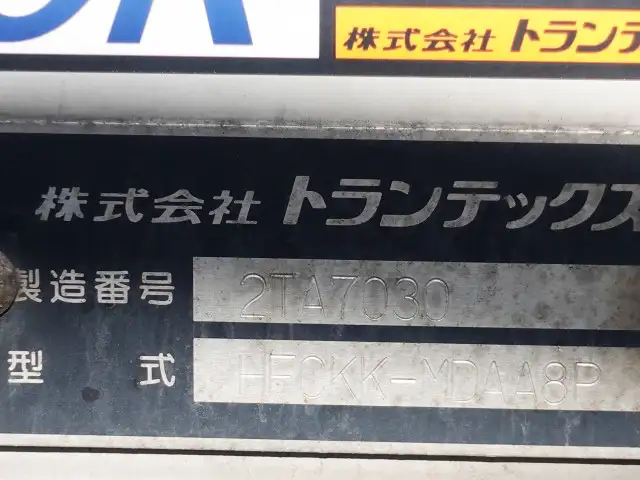 株式会社 トランテ
株式会社 トランテックス
製造番号 2TA7030
型 式 HFCKK-MDAA8P